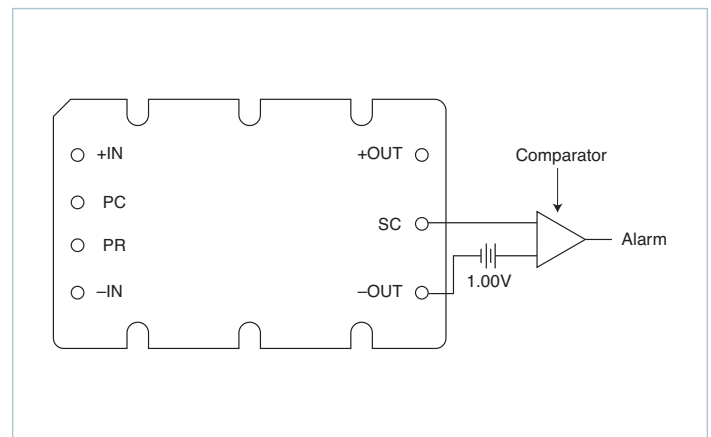 +IN
+OUT
Comparator
PC
SC
Alarm
PR
–IN
–OUT
1.00V